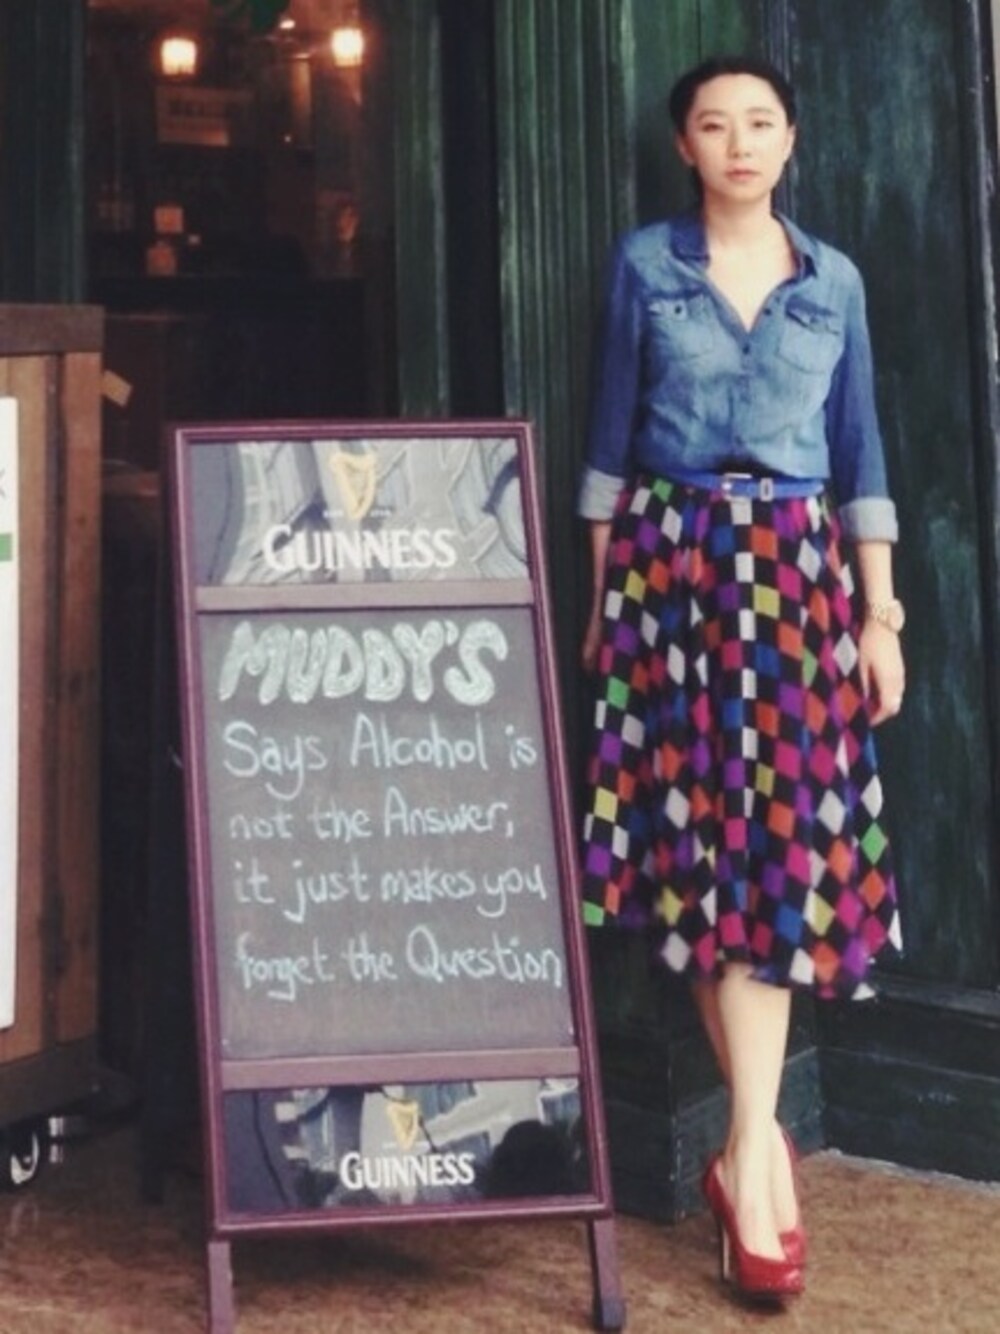 GUINNESS
MUDDY'S
Says Alcohol is
not the Answer,
it just makes you
forget the Question
GUINNESS